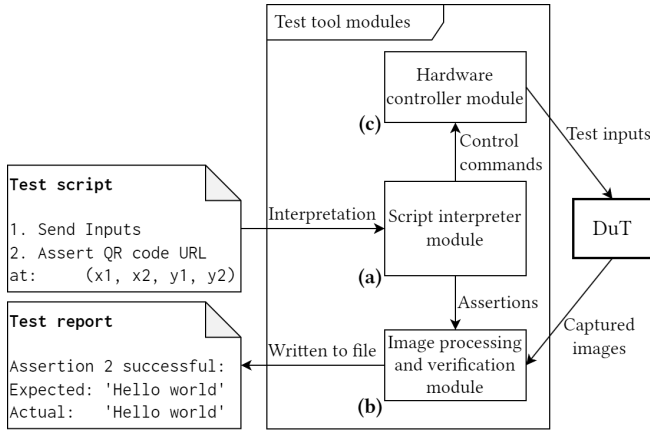 Test tool modules
Hardware
controller module
(c)
Control
commands
Test inputs
Test script
1. Send Inputs
2. Assert QR code URL
at:     (x1, x2, y1, y2)
Interpretation
Script interpreter
module
(a)
DuT
Assertions
Captured
images
Test report
Assertion 2 successful:
Expected: 'Hello world'
Actual:   'Hello world'
Written to file
Image processing
and verification
module
(b)